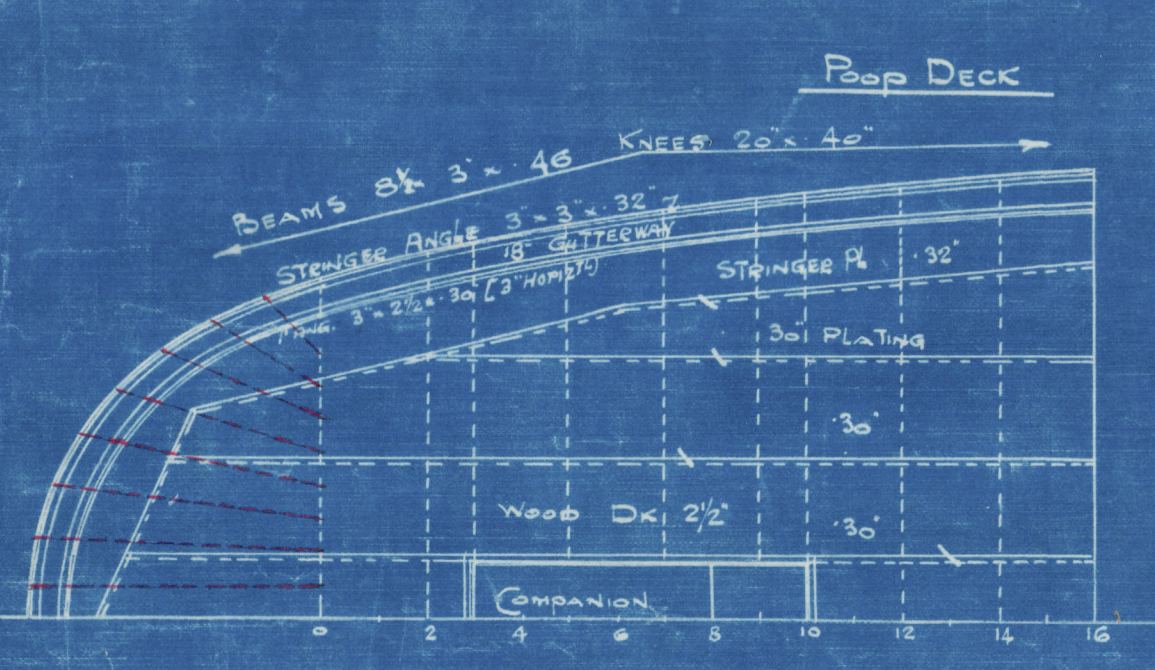 POOP DECK
KNEES 20" x .40"
BEAMS 8½" x 3" x .46
STRINGER ANGLE 3" x 3" x .32"
18" GUTTERWAY
3" x 2½" x .30 [3" HORIZTL]
STRINGER PL .32"
.30" PLATING
.30"
WOOD DK 2½"
.30"
COMPANION
0 2 4 6 8 10 12 14 16